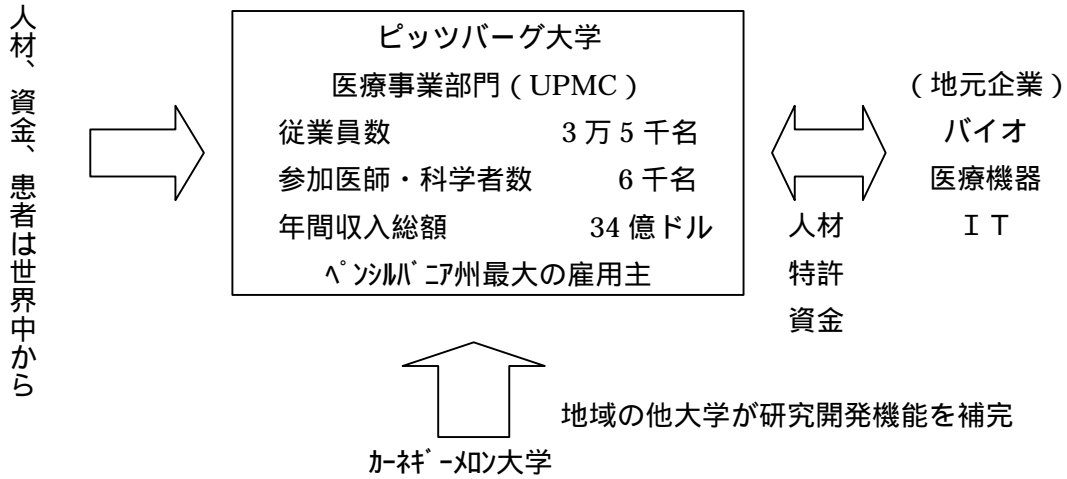 人材、資金、患者は世界中から
ピッツバーグ大学
医療事業部門(UPMC)
従業員数 3万5千名
参加医師・科学者数 6千名
年間収入総額 34億ドル
ﾍﾟﾝｼﾙﾊﾞﾆｱ州最大の雇用主
人材
特許
資金
(地元企業)
バイオ
医療機器
IT
地域の他大学が研究開発機能を補完
ｶｰﾈｷﾞｰﾒﾛﾝ大学